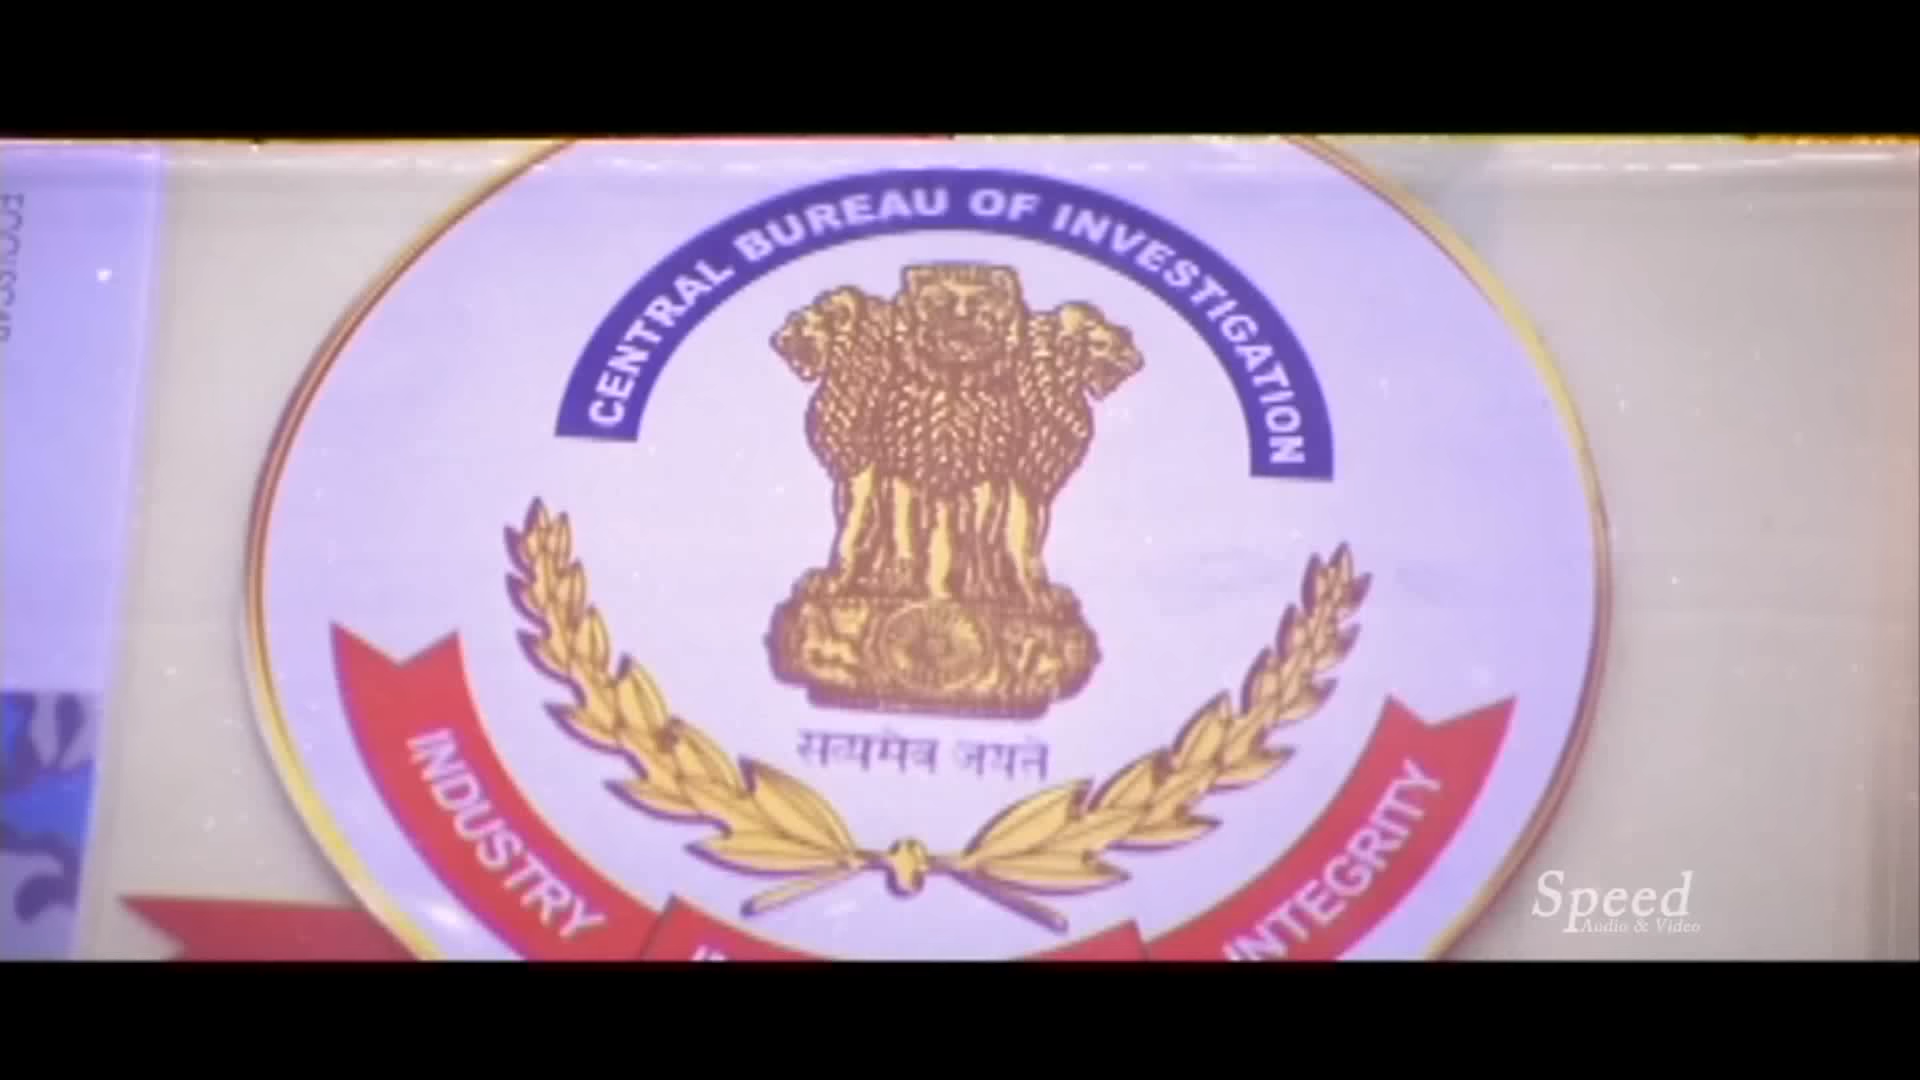 CENTRAL BUREAU OF INVESTIGATION
सत्यमेव जयते
INDUSTRY
INTEGRITY
Speed
Audio & Video